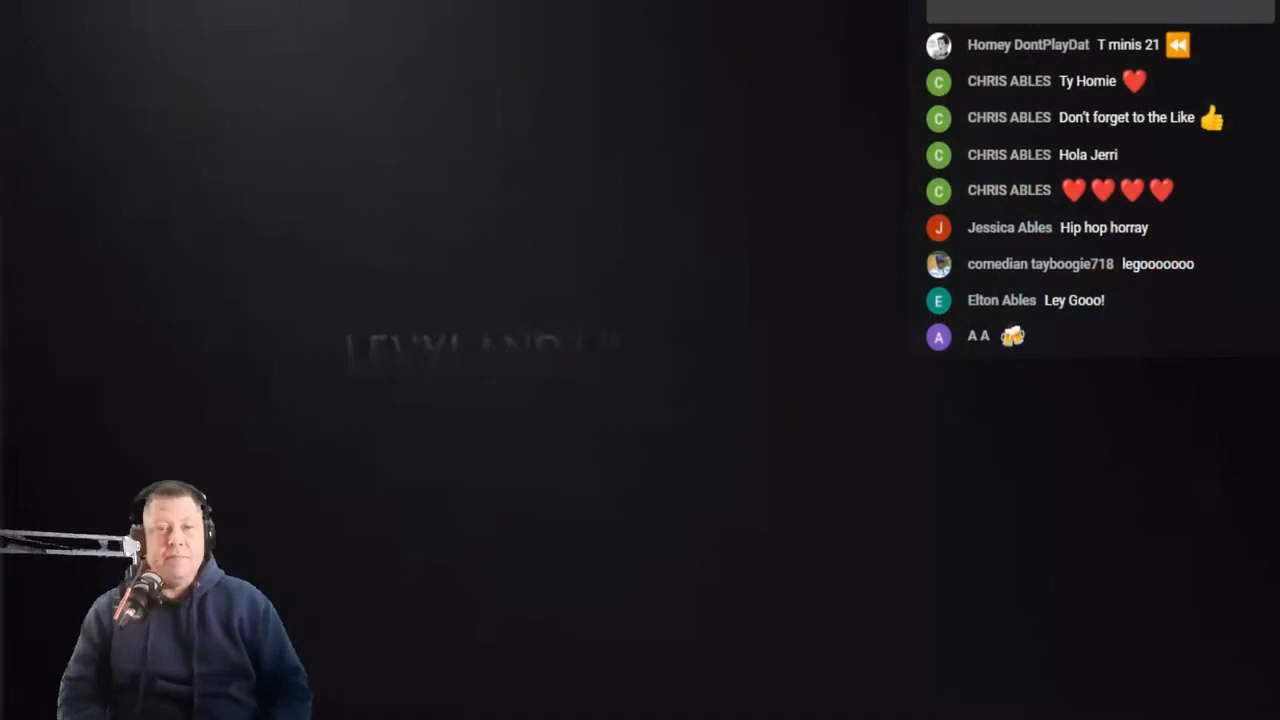 Homey DontPlayDat T minis 21
C CHRIS ABLES Ty Homie
C CHRIS ABLES Don't forget to the Like
C CHRIS ABLES Hola Jerri
C CHRIS ABLES
J Jessica Ables Hip hop horray
comedian tayboogie718 legooooooo
E Elton Ables Ley Gooo!
A A A